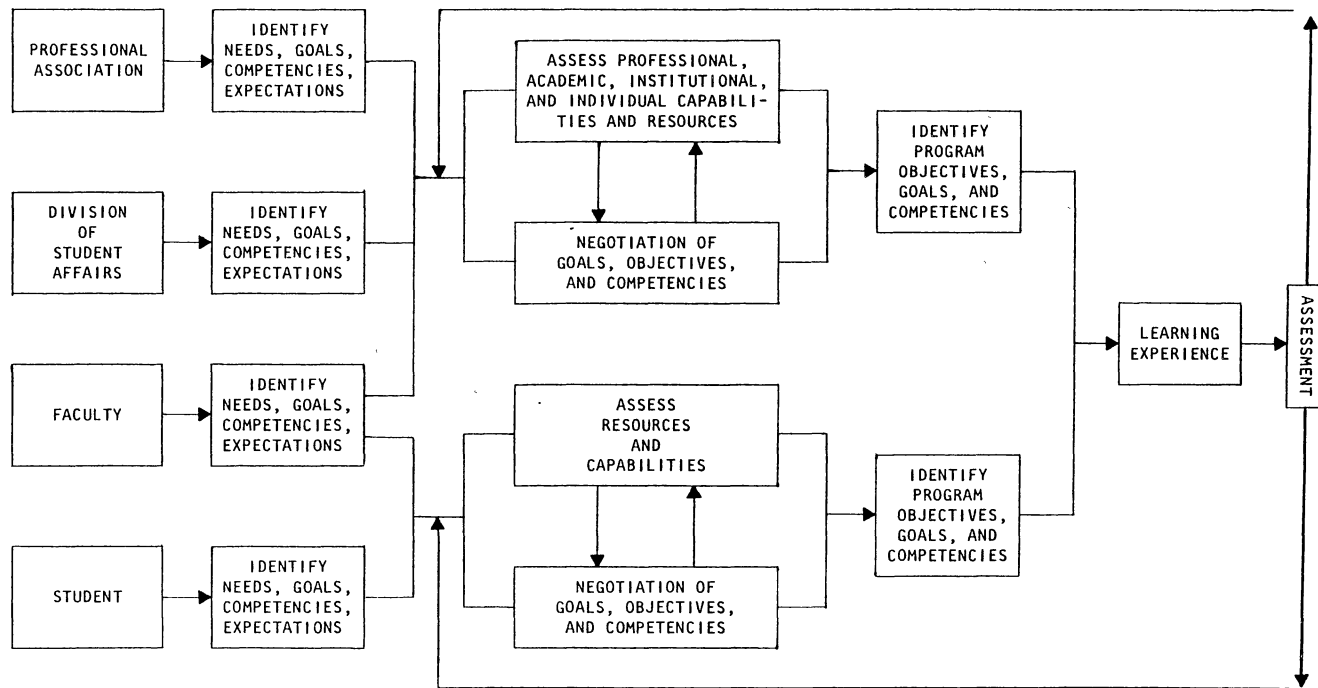 PROFESSIONAL
ASSOCIATION
IDENTIFY
NEEDS, GOALS,
COMPETENCIES,
EXPECTATIONS
ASSESS PROFESSIONAL,
ACADEMIC, INSTITUTIONAL,
AND INDIVIDUAL CAPABILI-
TIES AND RESOURCES
IDENTIFY
PROGRAM
OBJECTIVES,
GOALS, AND
COMPETENCIES
DIVISION
OF
STUDENT
AFFAIRS
IDENTIFY
NEEDS, GOALS,
COMPETENCIES,
EXPECTATIONS
NEGOTIATION OF
GOALS, OBJECTIVES,
AND COMPETENCIES
LEARNING
EXPERIENCE
ASSESSMENT
FACULTY
IDENTIFY
NEEDS, GOALS,
COMPETENCIES,
EXPECTATIONS
ASSESS
RESOURCES
AND
CAPABILITIES
IDENTIFY
PROGRAM
OBJECTIVES,
GOALS, AND
COMPETENCIES
STUDENT
IDENTIFY
NEEDS, GOALS,
COMPETENCIES,
EXPECTATIONS
NEGOTIATION OF
GOALS, OBJECTIVES,
AND COMPETENCIES